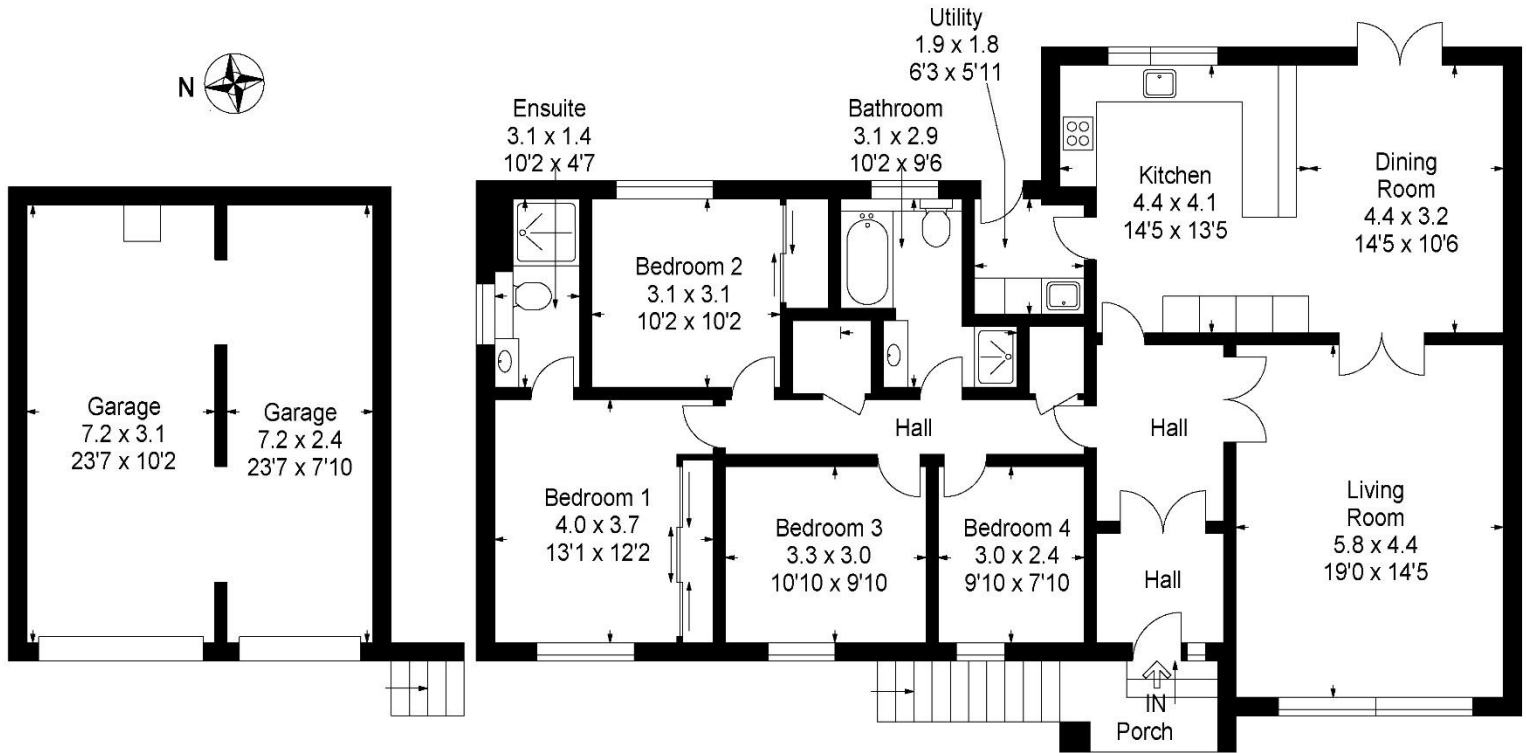 Utility
1.9 x 1.8
6'3 x 5'11
N
Ensuite
3.1 x 1.4
10'2 x 4'7
Bathroom
3.1 x 2.9
10'2 x 9'6
Kitchen
4.4 x 4.1
14'5 x 13'5
Dining
Room
4.4 x 3.2
14'5 x 10'6
Bedroom 2
3.1 x 3.1
10'2 x 10'2
Garage
7.2 x 3.1
23'7 x 10'2
Garage
7.2 x 2.4
23'7 x 7'10
Hall
Hall
Bedroom 1
4.0 x 3.7
13'1 x 12'2
Bedroom 3
3.3 x 3.0
10'10 x 9'10
Bedroom 4
3.0 x 2.4
9'10 x 7'10
Hall
Living
Room
5.8 x 4.4
19'0 x 14'5
IN
Porch